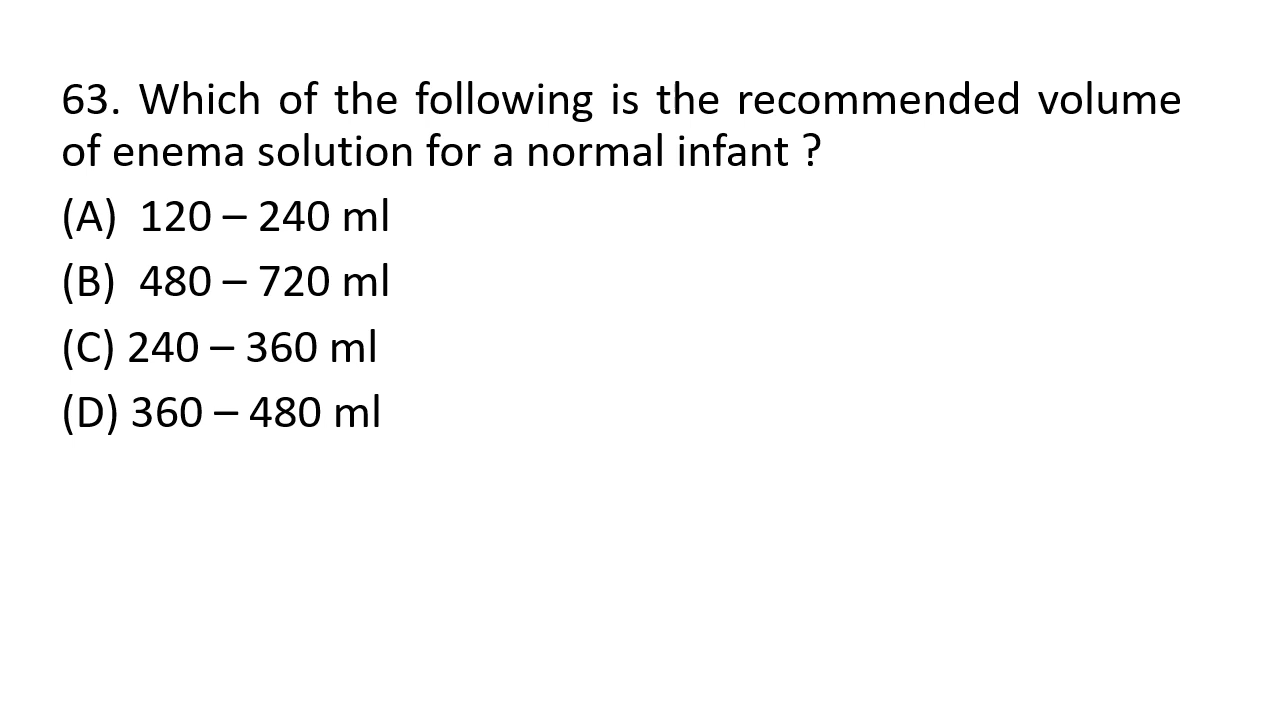 63. Which of the following is the recommended volume
of enema solution for a normal infant ?
(A) 120 – 240 ml
(B) 480 – 720 ml
(C) 240 – 360 ml
(D) 360 – 480 ml